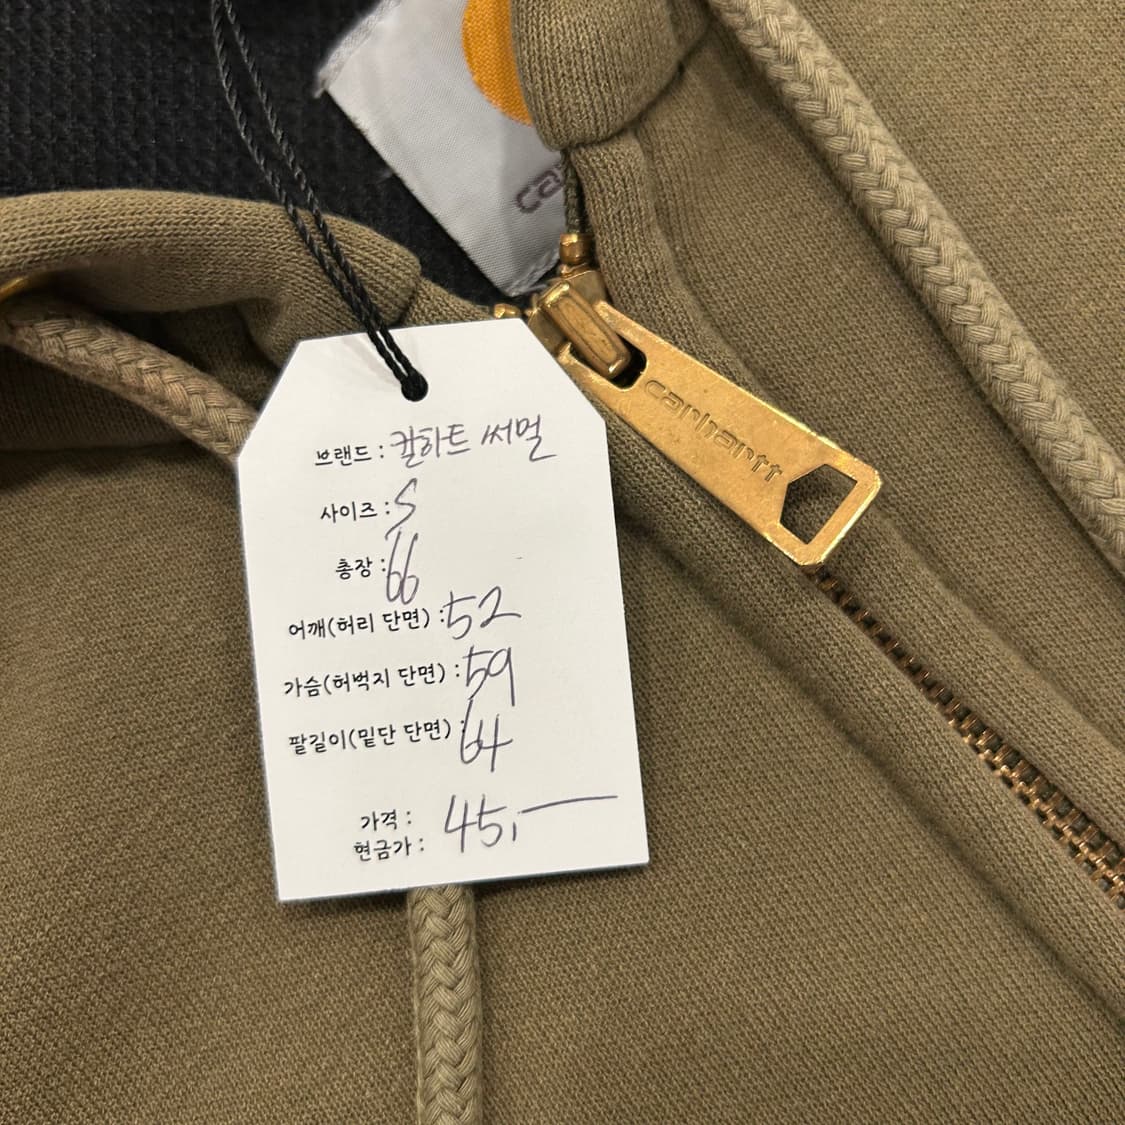 ca
carhartt
브랜드 : 칼하트 써멀
사이즈 : S
총장 : 66
어깨(허리 단면) : 52
가슴(허벅지 단면) : 59
팔길이(밑단 단면) : 64
가격 :
현금가 : 45,—